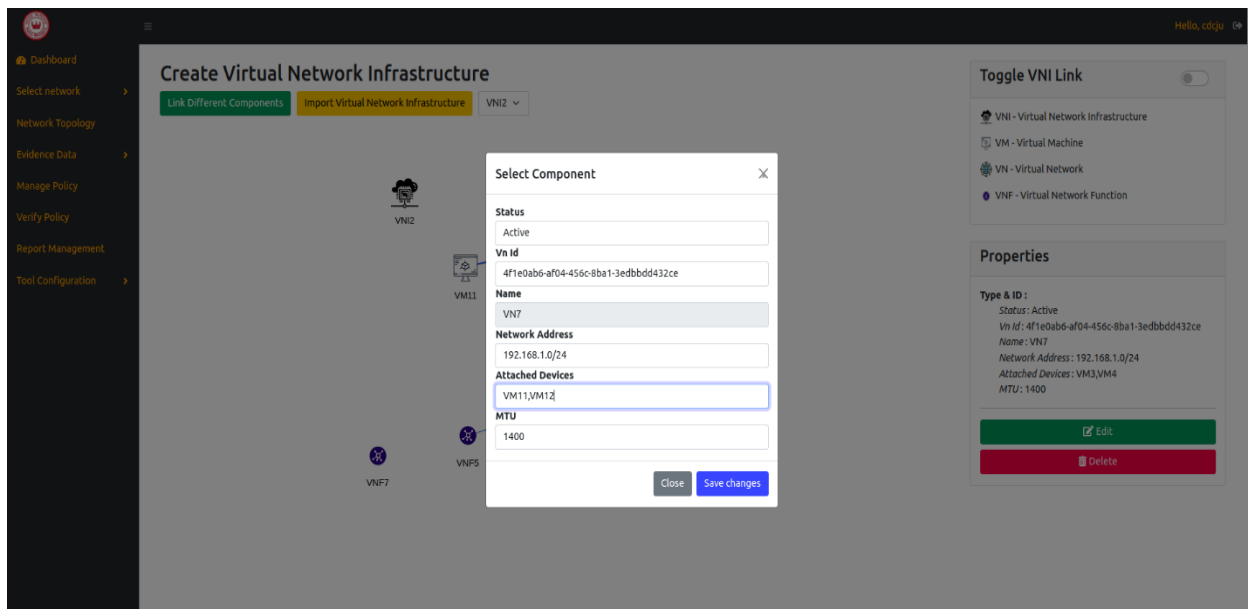 Hello, cdcju
Dashboard
Select network
Network Topology
Evidence Data
Manage Policy
Verify Policy
Report Management
Tool Configuration
Create Virtual Network Infrastructure
Link Different Components
Import Virtual Network Infrastructure
VNI2
VNI2
VM11
VNF5
VNF7
Select Component
Status
Active
Vn Id
4f1e0ab6-af04-456c-8ba1-3edbbdd432ce
Name
VN7
Network Address
192.168.1.0/24
Attached Devices
VM11,VM12
MTU
1400
Close
Save changes
Toggle VNI Link
VNI - Virtual Network Infrastructure
VM - Virtual Machine
VN - Virtual Network
VNF - Virtual Network Function
Properties
Type & ID :
Status : Active
Vn Id : 4f1e0ab6-af04-456c-8ba1-3edbbdd432ce
Name : VN7
Network Address : 192.168.1.0/24
Attached Devices : VM3,VM4
MTU : 1400
Edit
Delete